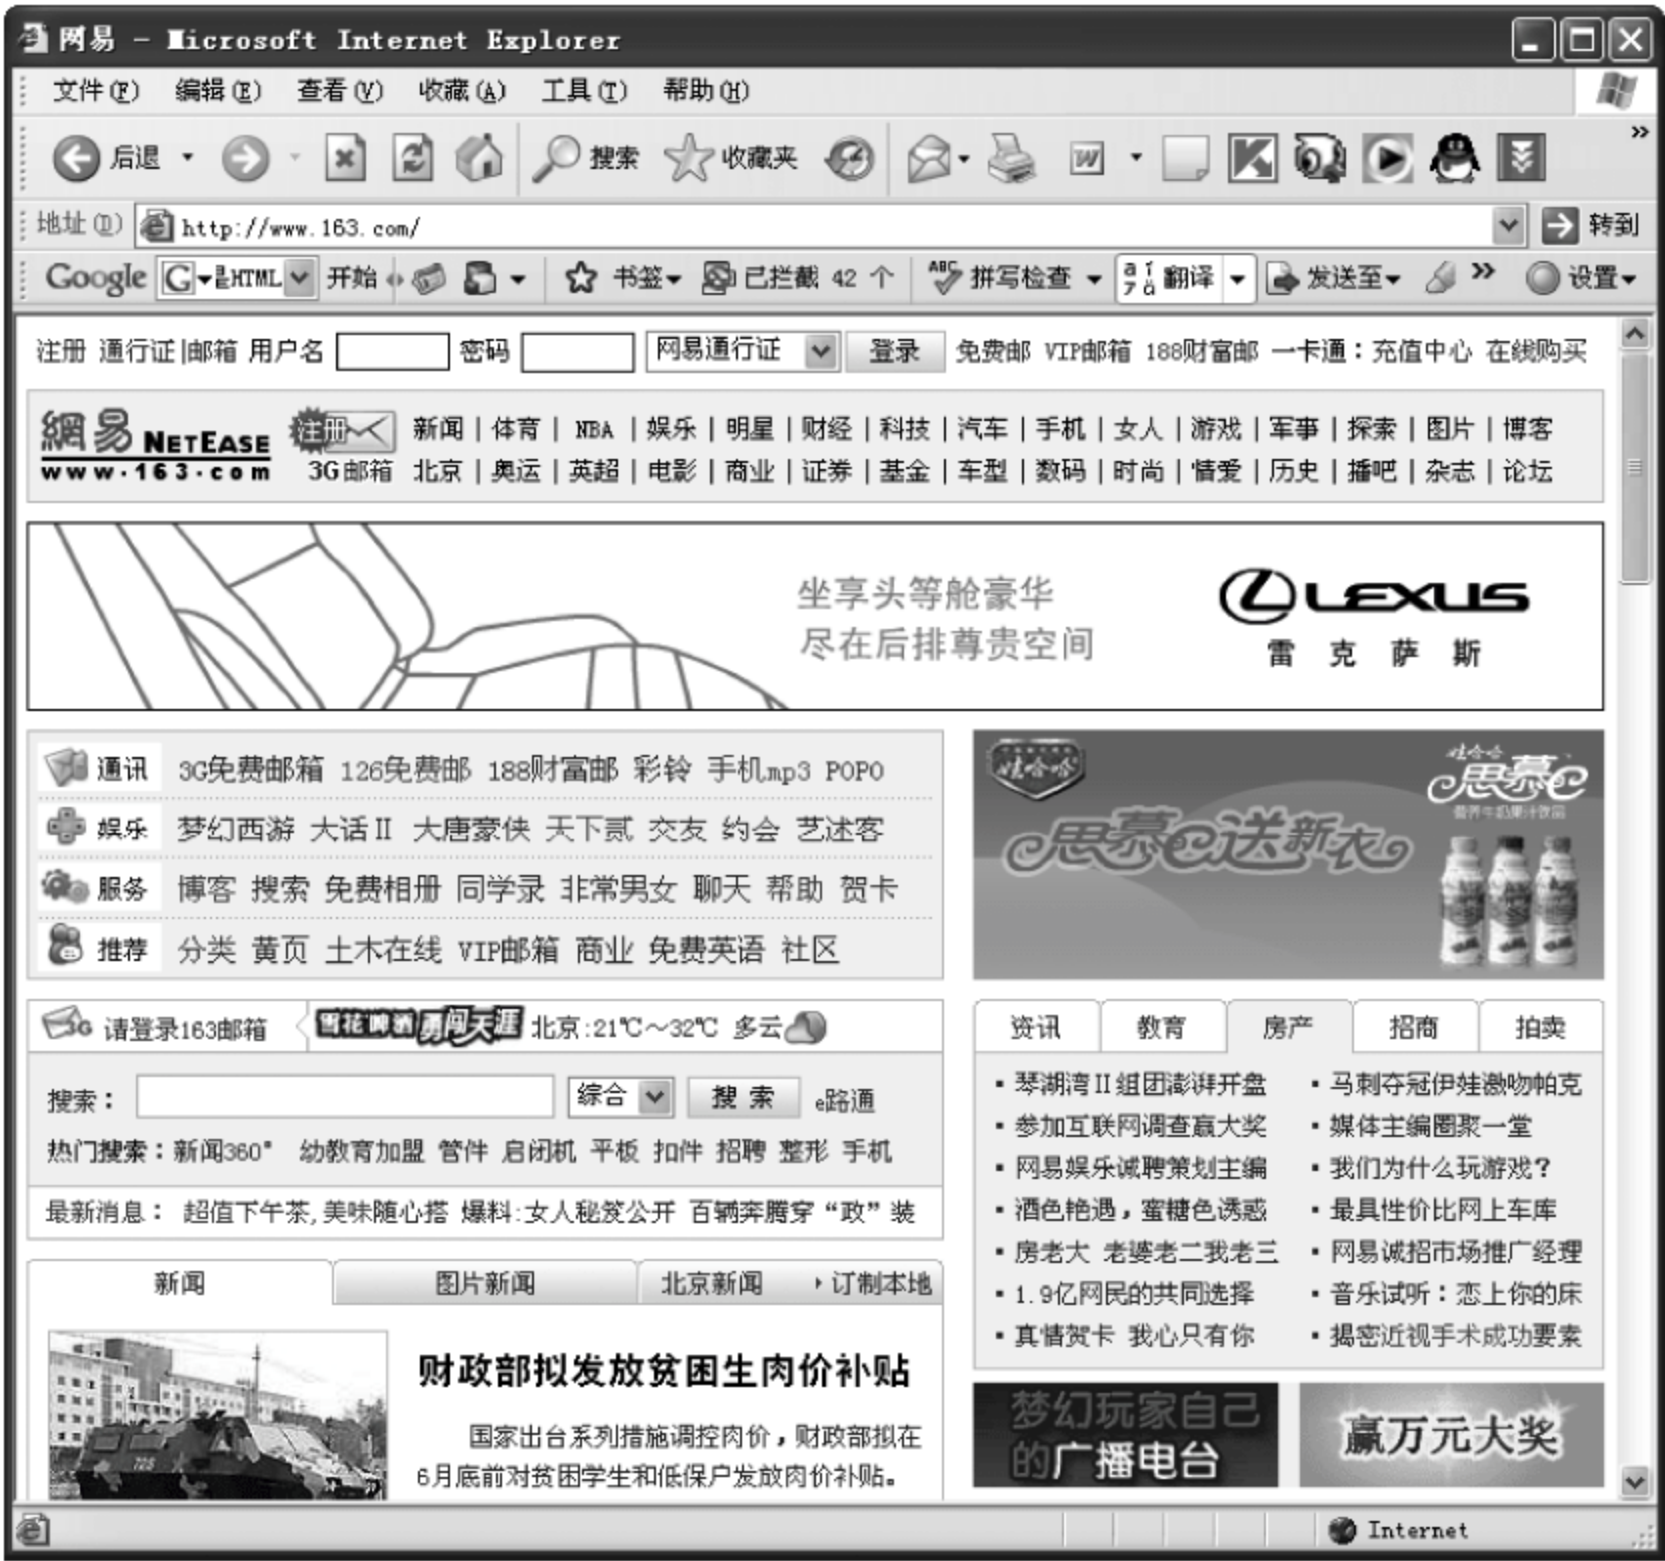 网易 - Microsoft Internet Explorer
文件(F) 编辑(E) 查看(V) 收藏(A) 工具(T) 帮助(H)
后退 搜索 收藏夹 »
地址(D) http://www.163.com/ 转到
Google G HTML 开始 书签 已拦截 42 个 ABC 拼写检查 翻译 发送至 » 设置
注册 通行证|邮箱 用户名 密码 网易通行证 登录 免费邮 VIP邮箱 188财富邮 一卡通：充值中心 在线购买
網易 NETEASE
www.163.com
注册
3G邮箱
新闻 | 体育 | NBA | 娱乐 | 明星 | 财经 | 科技 | 汽车 | 手机 | 女人 | 游戏 | 军事 | 探索 | 图片 | 博客
北京 | 奥运 | 英超 | 电影 | 商业 | 证券 | 基金 | 车型 | 数码 | 时尚 | 情爱 | 历史 | 播吧 | 杂志 | 论坛
坐享头等舱豪华
尽在后排尊贵空间
LEXUS
雷克萨斯
通讯 3G免费邮箱 126免费邮 188财富邮 彩铃 手机mp3 POPO
娱乐 梦幻西游 大话II 大唐豪侠 天下贰 交友 约会 艺述客
服务 博客 搜索 免费相册 同学录 非常男女 聊天 帮助 贺卡
推荐 分类 黄页 土木在线 VIP邮箱 商业 免费英语 社区
娃哈哈
娃哈哈
思慕C
营养牛奶果汁饮品
思慕C送新衣
3G 请登录163邮箱 雪花啤酒 勇闯天涯 北京:21℃～32℃ 多云
搜索： 综合 搜 索 e路通
热门搜索：新闻360° 幼教育加盟 管件 启闭机 平板 扣件 招聘 整形 手机
最新消息： 超值下午茶,美味随心搭 爆料:女人秘笈公开 百辆奔腾穿“政”装
资讯 教育 房产 招商 拍卖
▪ 琴湖湾II组团澎湃开盘 ▪ 马刺夺冠伊娃激吻帕克
▪ 参加互联网调查赢大奖 ▪ 媒体主编圈聚一堂
▪ 网易娱乐诚聘策划主编 ▪ 我们为什么玩游戏？
▪ 酒色艳遇，蜜糖色诱惑 ▪ 最具性价比网上车库
▪ 房老大 老婆老二我老三 ▪ 网易诚招市场推广经理
▪ 1.9亿网民的共同选择 ▪ 音乐试听：恋上你的床
▪ 真情贺卡 我心只有你 ▪ 揭密近视手术成功要素
新闻 图片新闻 北京新闻 订制本地
财政部拟发放贫困生肉价补贴
国家出台系列措施调控肉价，财政部拟在
6月底前对贫困学生和低保户发放肉价补贴。
梦幻玩家自己
的广播电台
赢万元大奖
Internet